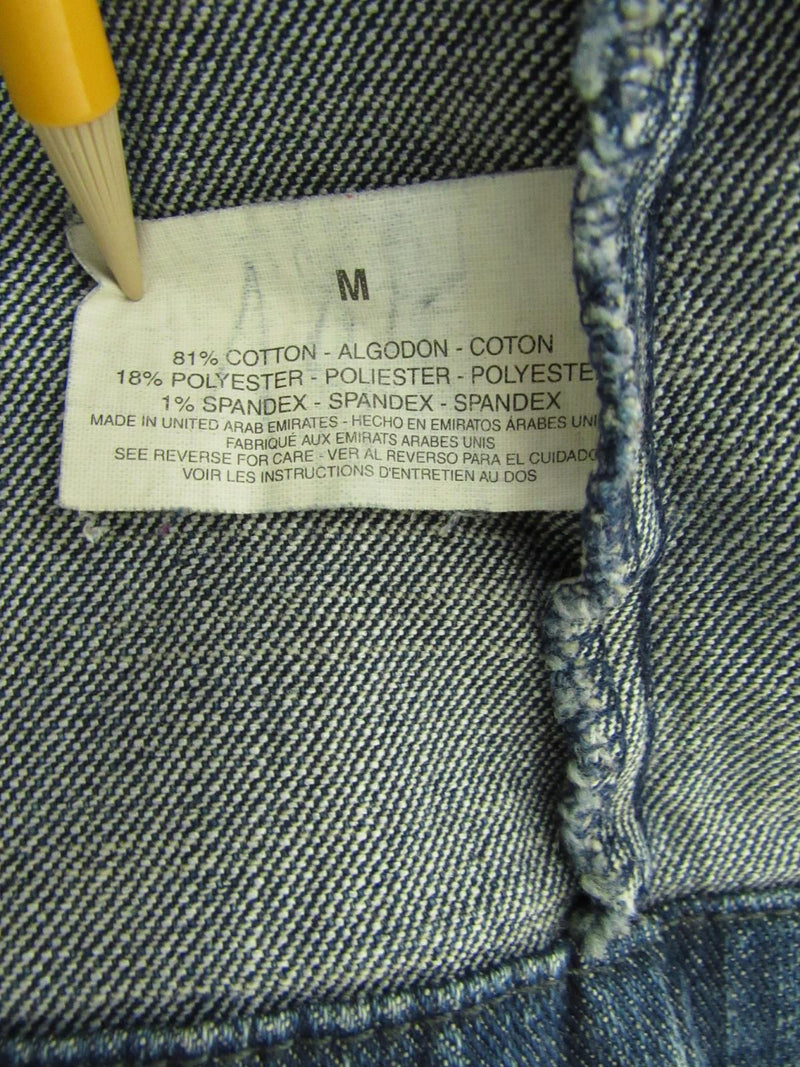 M
81% COTTON - ALGODON - COTON
18% POLYESTER - POLIESTER - POLYESTE
1% SPANDEX - SPANDEX - SPANDEX
MADE IN UNITED ARAB EMIRATES - HECHO EN EMIRATOS ÁRABES UNI
FABRIQUÉ AUX EMIRATS ARABES UNIS
SEE REVERSE FOR CARE - VER AL REVERSO PARA EL CUIDADO
VOIR LES INSTRUCTIONS D'ENTRETIEN AU DOS